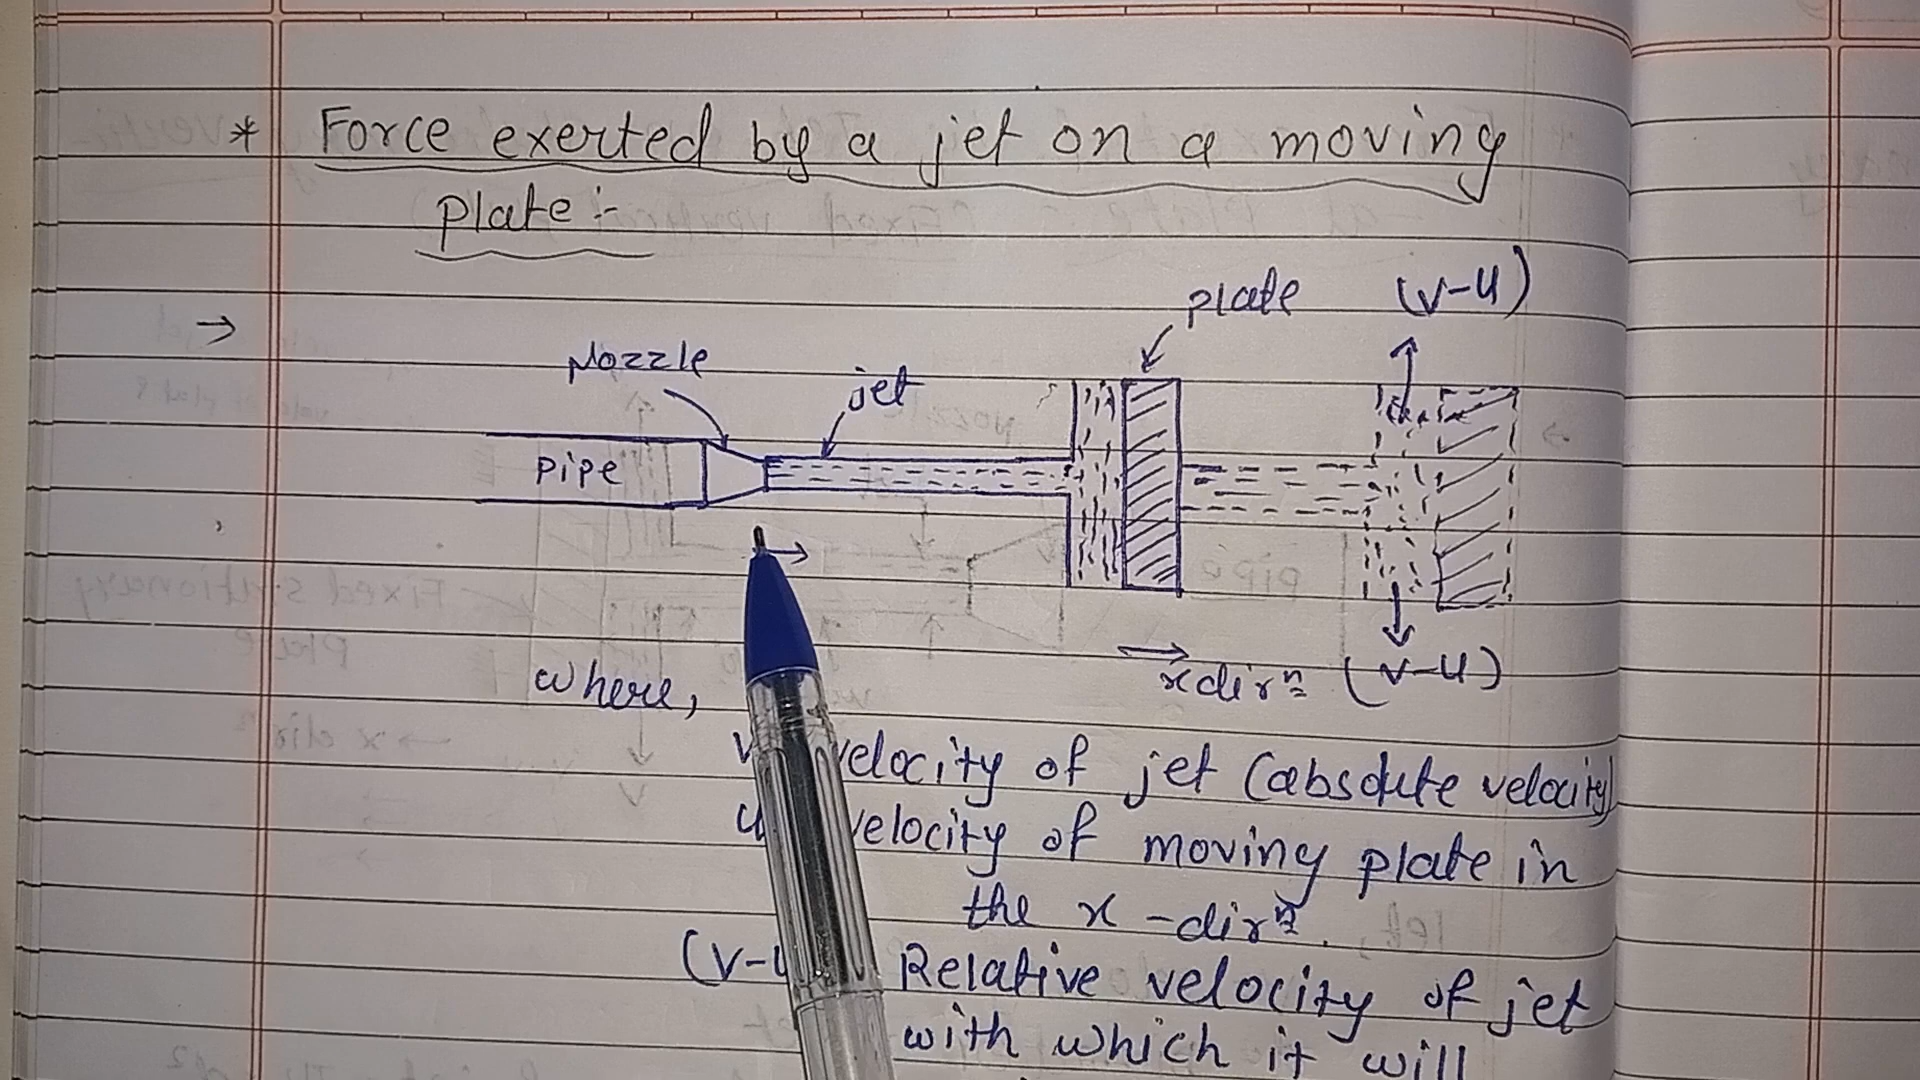 * Force exerted by a jet on a moving
plate :-
→
plate (v-u)
Nozzle
jet
pipe
x dirⁿ (v-u)
where,
v velocity of jet (absolute velocity)
u velocity of moving plate in
the x-dirⁿ.
(v-u Relative velocity of jet
with which it will